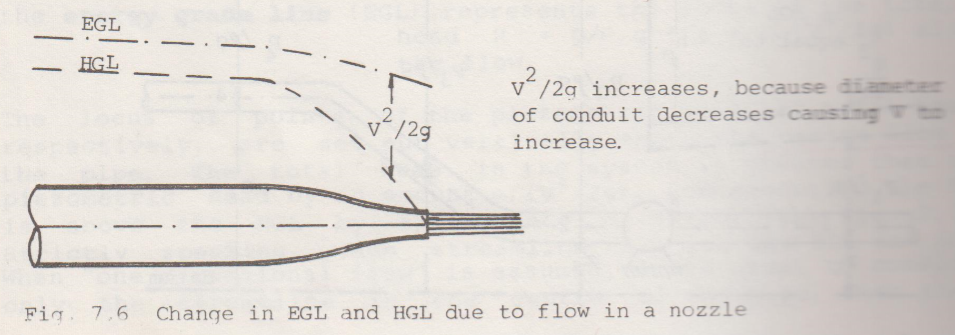 EGL
HGL
V²/2g
V²/2g increases, because diameter
of conduit decreases causing V to
increase.
Fig. 7.6 Change in EGL and HGL due to flow in a nozzle